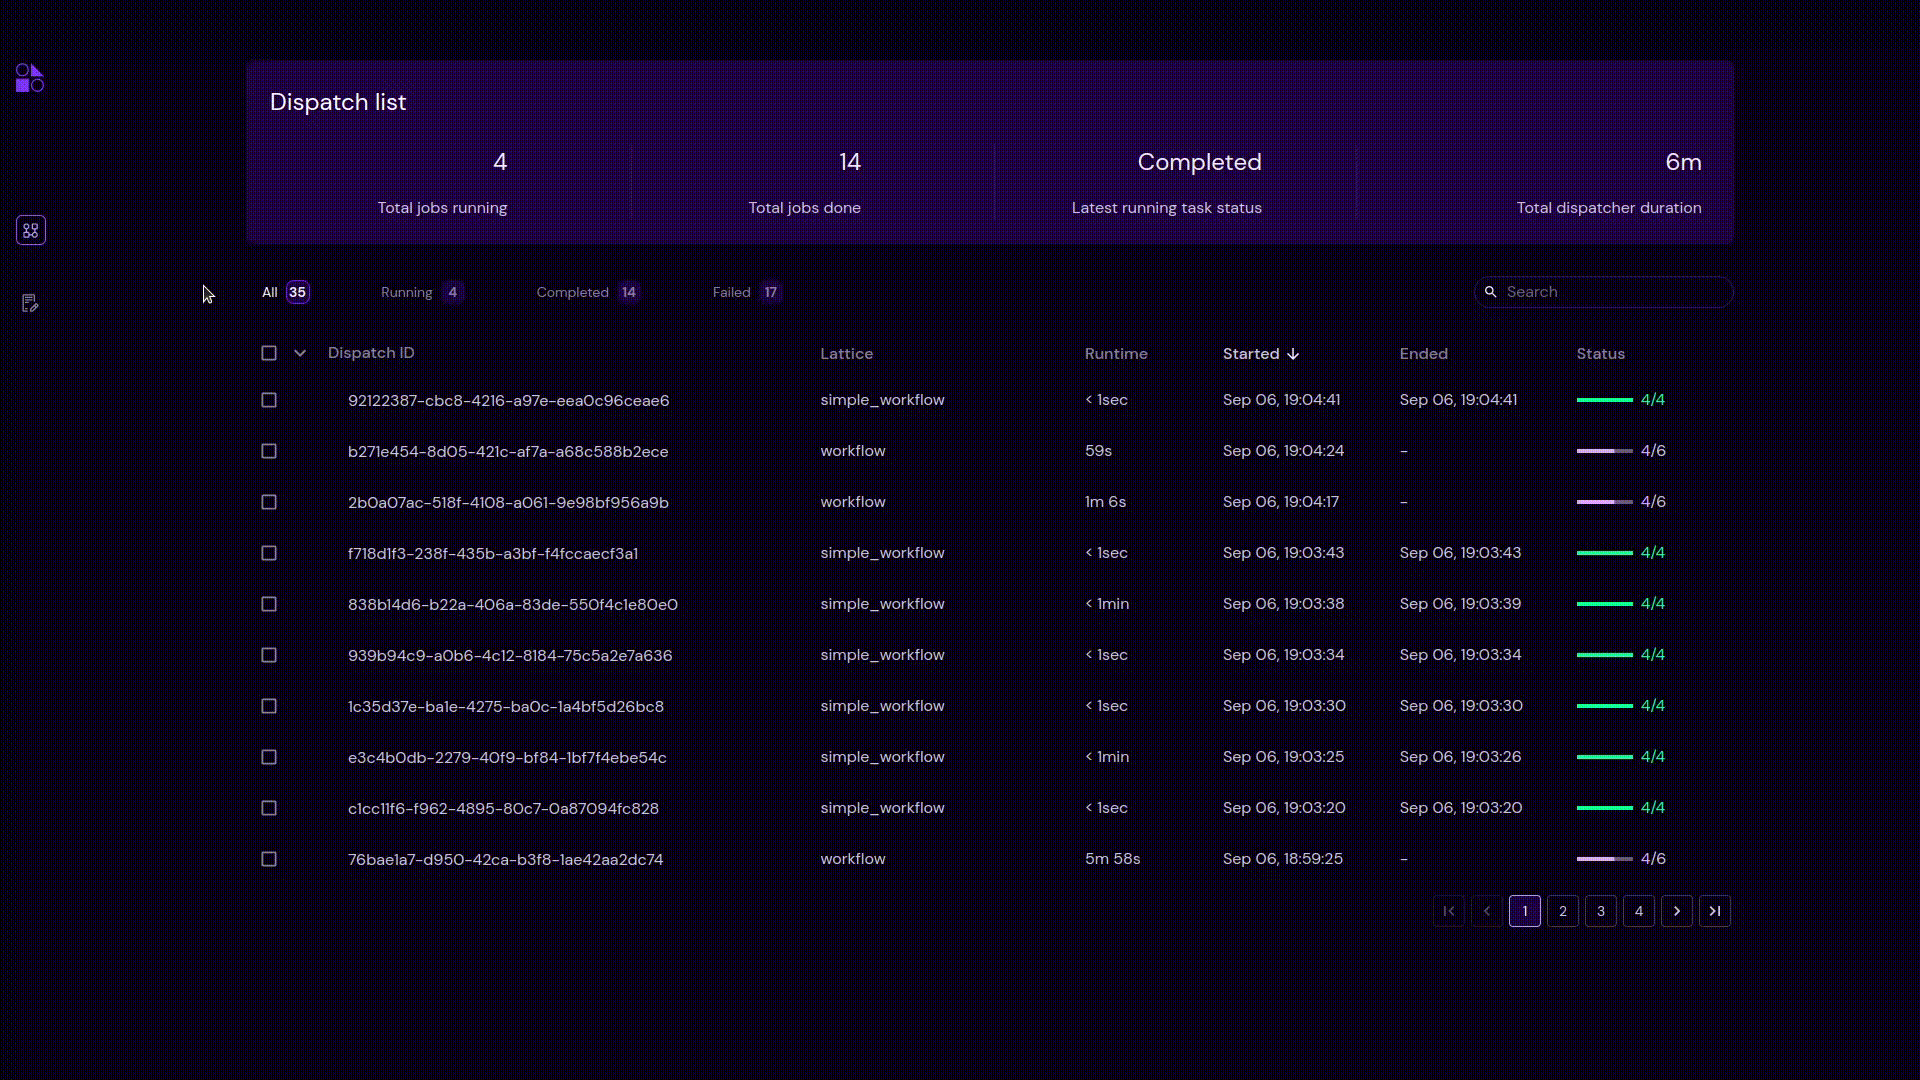 Dispatch list
4 14 Completed 6m
Total jobs running Total jobs done Latest running task status Total dispatcher duration
All 35 Running 4 Completed 14 Failed 17 Search
Dispatch ID Lattice Runtime Started Ended Status
92122387-cbc8-4216-a97e-eea0c96ceae6 simple_workflow < 1sec Sep 06, 19:04:41 Sep 06, 19:04:41 4/4
b271e454-8d05-421c-af7a-a68c588b2ece workflow 59s Sep 06, 19:04:24 - 4/6
2b0a07ac-518f-4108-a061-9e98bf956a9b workflow 1m 6s Sep 06, 19:04:17 - 4/6
f718d1f3-238f-435b-a3bf-f4fccaecf3a1 simple_workflow < 1sec Sep 06, 19:03:43 Sep 06, 19:03:43 4/4
838b14d6-b22a-406a-83de-550f4c1e80e0 simple_workflow < 1min Sep 06, 19:03:38 Sep 06, 19:03:39 4/4
939b94c9-a0b6-4c12-8184-75c5a2e7a636 simple_workflow < 1sec Sep 06, 19:03:34 Sep 06, 19:03:34 4/4
1c35d37e-ba1e-4275-ba0c-1a4bf5d26bc8 simple_workflow < 1sec Sep 06, 19:03:30 Sep 06, 19:03:30 4/4
e3c4b0db-2279-40f9-bf84-1bf7f4ebe54c simple_workflow < 1min Sep 06, 19:03:25 Sep 06, 19:03:26 4/4
c1cc11f6-f962-4895-80c7-0a87094fc828 simple_workflow < 1sec Sep 06, 19:03:20 Sep 06, 19:03:20 4/4
76bae1a7-d950-42ca-b3f8-1ae42aa2dc74 workflow 5m 58s Sep 06, 18:59:25 - 4/6
1 2 3 4